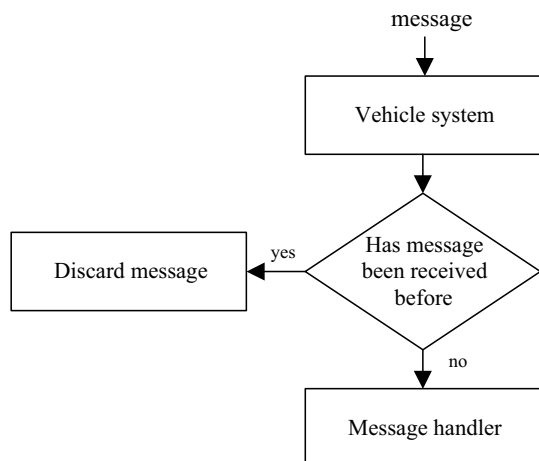 message
Vehicle system
Has message
been received
before
yes
Discard message
no
Message handler